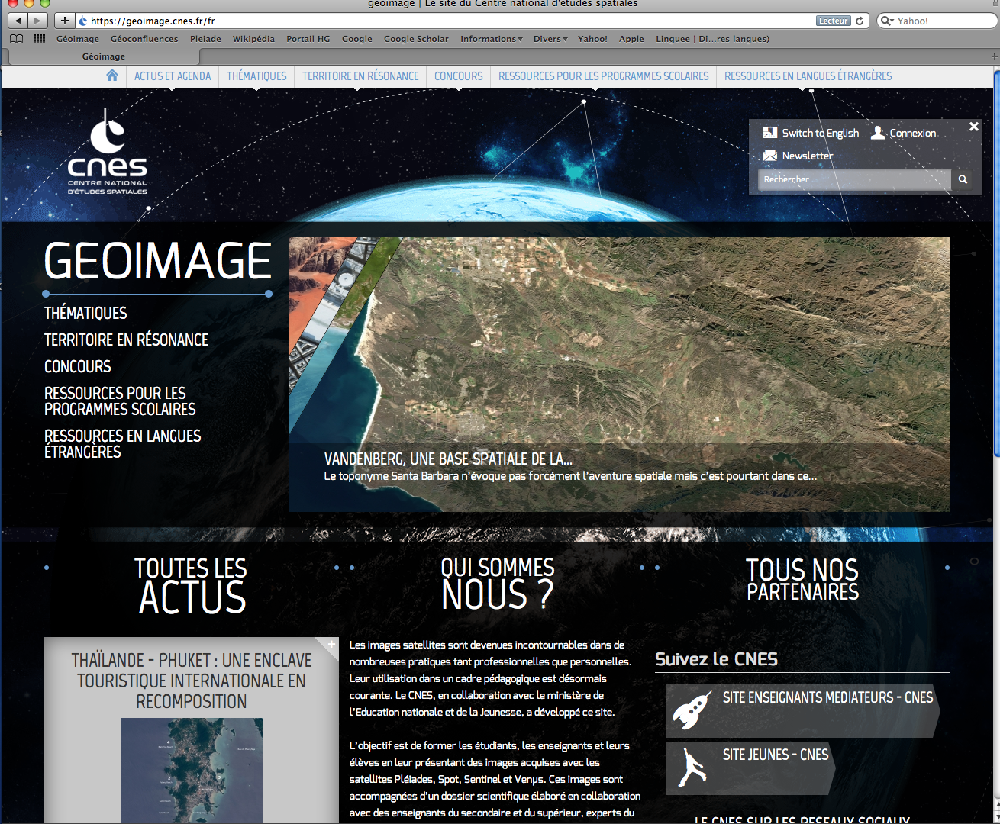 geoimage | Le site du Centre national d'études spatiales
https://geoimage.cnes.fr/fr
Lecteur
Yahoo!
Géoimage Géoconfluences Pleiade Wikipédia Portail HG Google Google Scholar Informations Divers Yahoo! Apple Linguee | Di...res langues)
Géoimage
ACTUS ET AGENDA THÉMATIQUES TERRITOIRE EN RÉSONANCE CONCOURS RESSOURCES POUR LES PROGRAMMES SCOLAIRES RESSOURCES EN LANGUES ÉTRANGÈRES
cnes
CENTRE NATIONAL
D'ÉTUDES SPATIALES
Switch to English Connexion
Newsletter
Rechercher
GEOIMAGE
THÉMATIQUES
TERRITOIRE EN RÉSONANCE
CONCOURS
RESSOURCES POUR LES
PROGRAMMES SCOLAIRES
RESSOURCES EN LANGUES
ÉTRANGÈRES
VANDENBERG, UNE BASE SPATIALE DE LA...
Le toponyme Santa Barbara n'évoque pas forcément l'aventure spatiale mais c'est pourtant dans ce...
TOUTES LES
ACTUS
THAÏLANDE - PHUKET : UNE ENCLAVE
TOURISTIQUE INTERNATIONALE EN
RECOMPOSITION
4
2
QUI SOMMES
NOUS ?
Les images satellites sont devenues incontournables dans de
nombreuses pratiques tant professionnelles que personnelles.
Leur utilisation dans un cadre pédagogique est désormais
courante. Le CNES, en collaboration avec le ministère de
l'Education nationale et de la Jeunesse, a développé ce site.
L'objectif est de former les étudiants, les enseignants et leurs
élèves en leur présentant des images acquises avec les
satellites Pléiades, Spot, Sentinel et Venµs. Ces images sont
accompagnées d'un dossier scientifique élaboré en collaboration
avec des enseignants du secondaire et du supérieur, experts du
TOUS NOS
PARTENAIRES
Suivez le CNES
SITE ENSEIGNANTS MEDIATEURS - CNES
SITE JEUNES - CNES
LE CNES SUR LES RESEAUX SOCIAUX